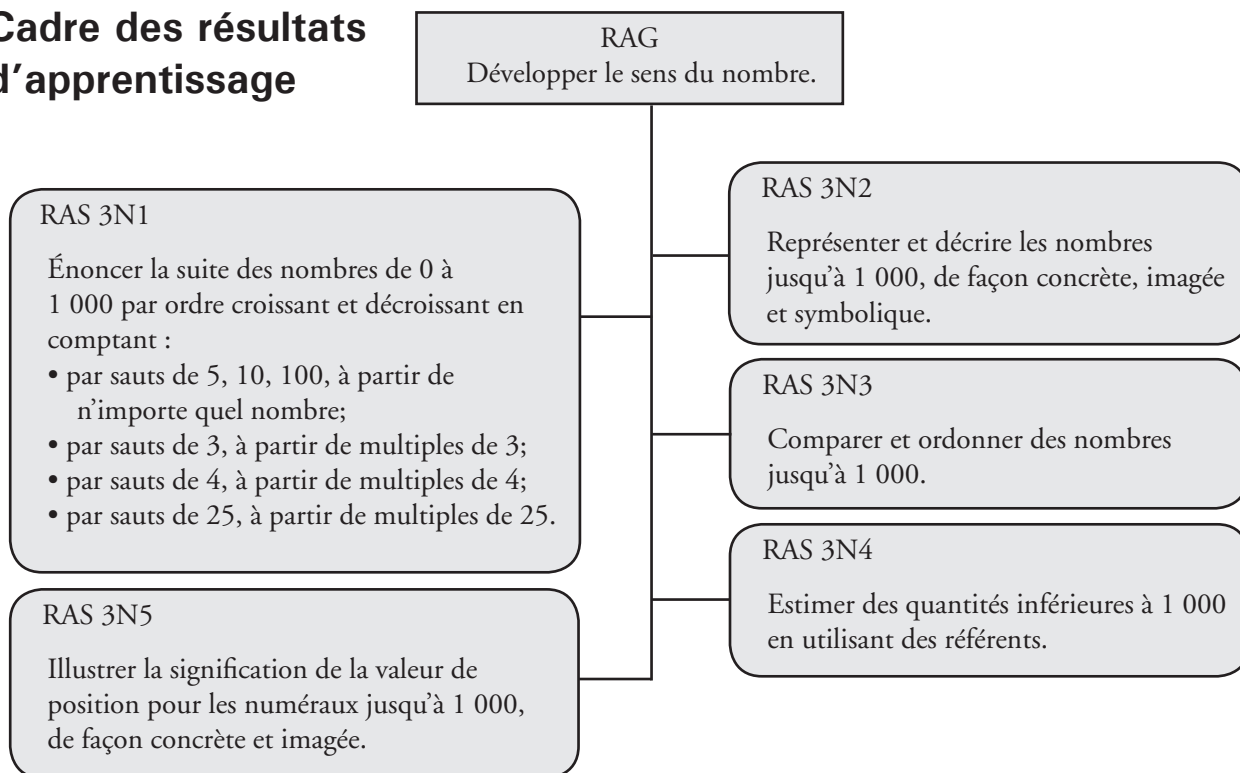 Cadre des résultats
d'apprentissage
RAG
Développer le sens du nombre.
RAS 3N1
Énoncer la suite des nombres de 0 à
1 000 par ordre croissant et décroissant en
comptant :
• par sauts de 5, 10, 100, à partir de
n'importe quel nombre;
• par sauts de 3, à partir de multiples de 3;
• par sauts de 4, à partir de multiples de 4;
• par sauts de 25, à partir de multiples de 25.
RAS 3N2
Représenter et décrire les nombres
jusqu'à 1 000, de façon concrète, imagée
et symbolique.
RAS 3N3
Comparer et ordonner des nombres
jusqu'à 1 000.
RAS 3N4
Estimer des quantités inférieures à 1 000
en utilisant des référents.
RAS 3N5
Illustrer la signification de la valeur de
position pour les numéraux jusqu'à 1 000,
de façon concrète et imagée.